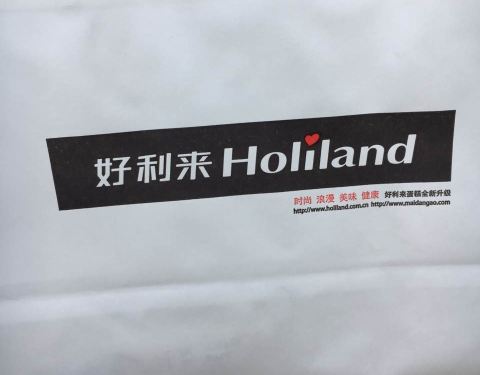 好利来 Holiland
时尚 浪漫 美味 健康 好利来蛋糕全新升级
http://www.holiland.com.cn http://www.maidangao.com